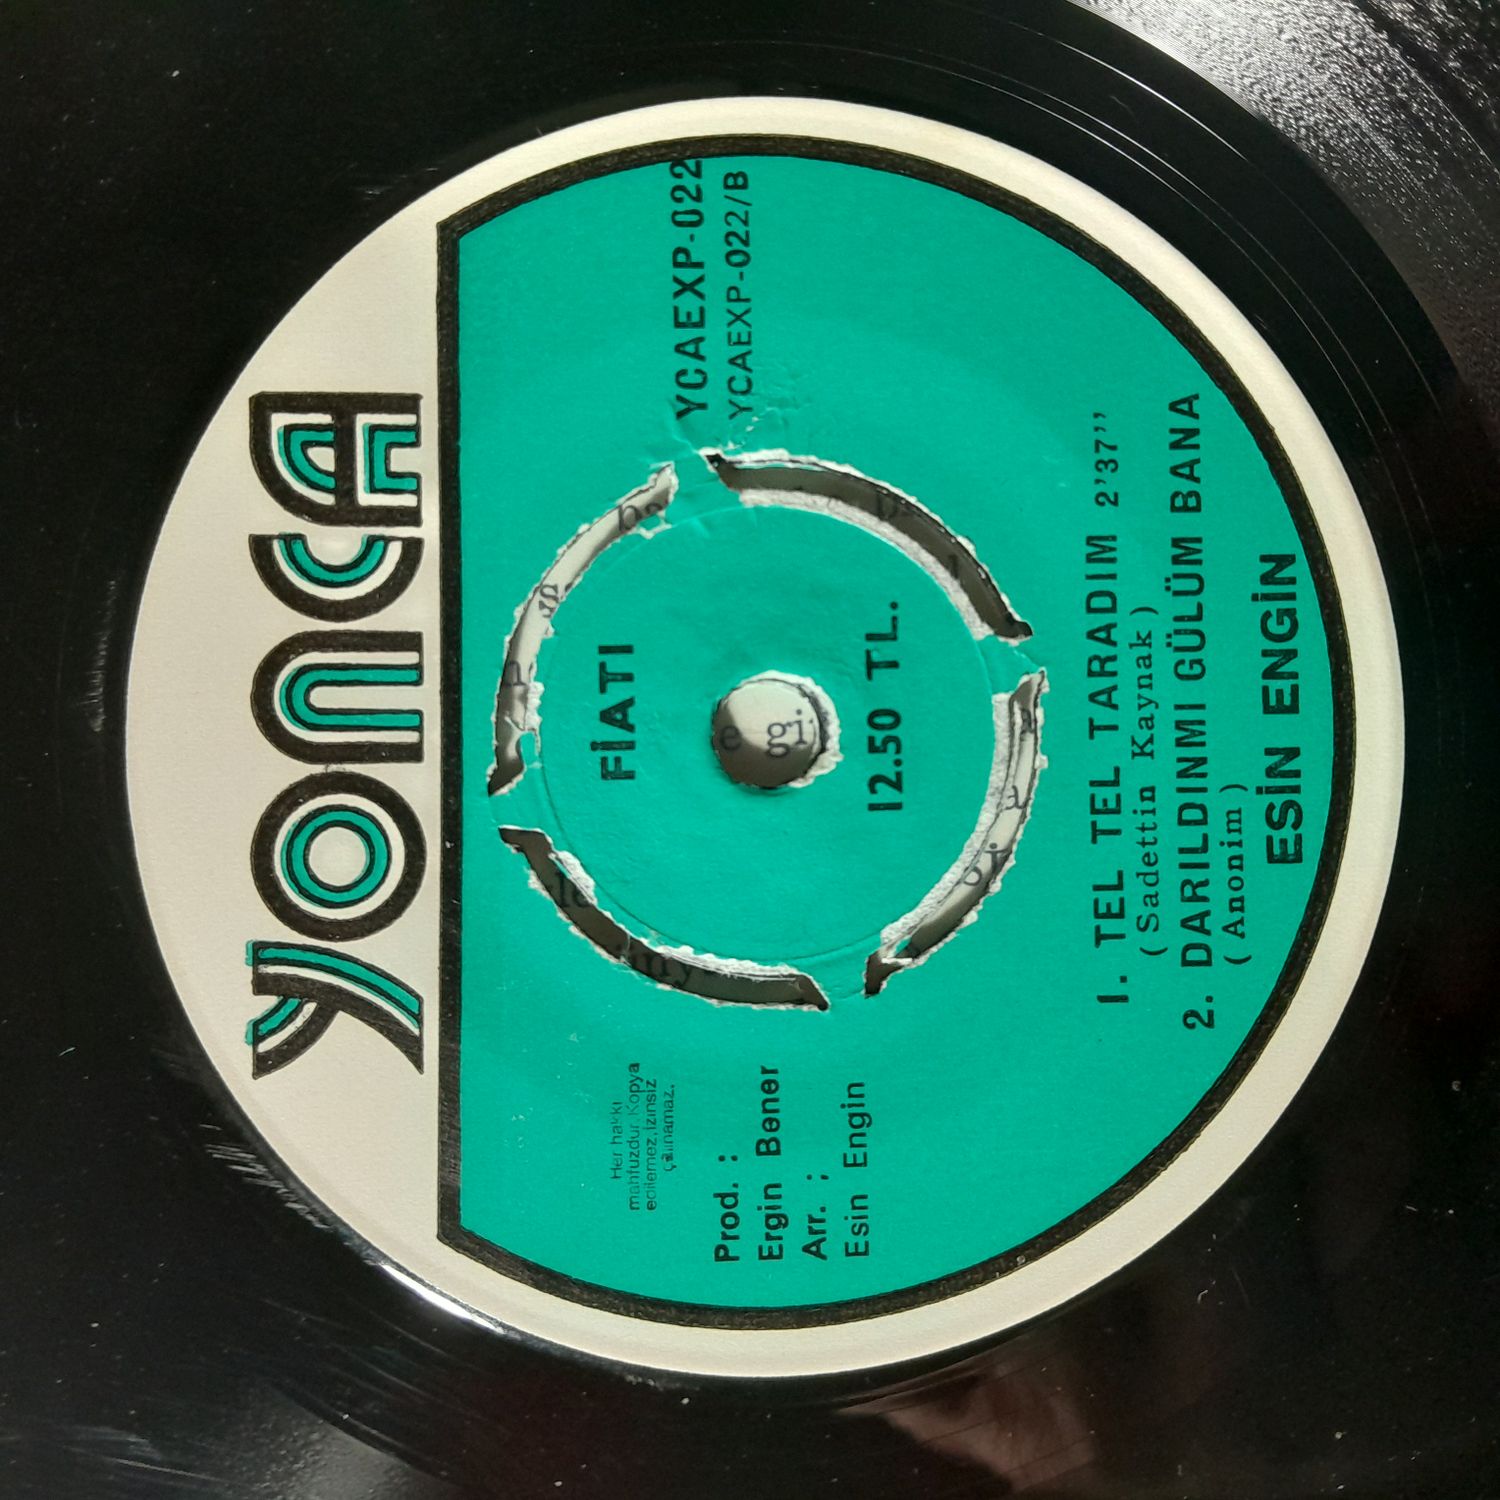 YONCA
FİATI
12.50 TL.
YCAEXP-022
YCAEXP-022/B
Her hakkı
mahfuzdur. Kopya
edilemez, izinsiz
çalınamaz.
Prod. :
Ergin Bener
Arr. ;
Esin Engin
1. TEL TEL TARADIM 2'37''
( Sadettin Kaynak )
2. DARILDINMI GÜLÜM BANA
( Anonim )
ESİN ENGİN